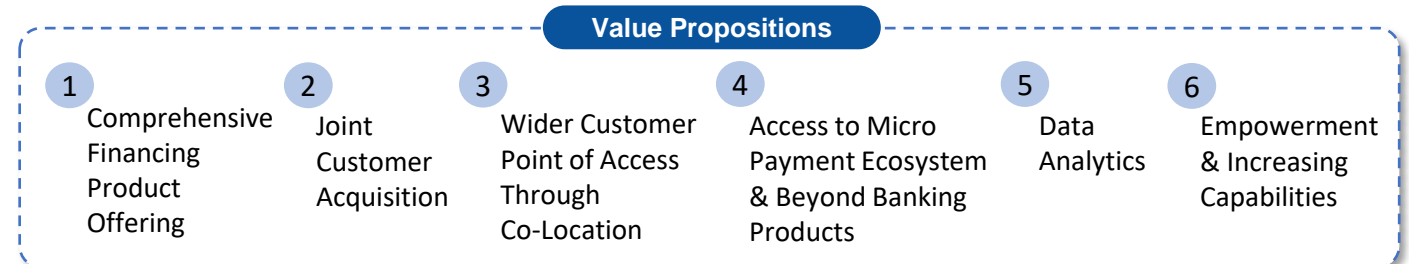 Value Propositions
1
Comprehensive
Financing
Product
Offering
2
Joint
Customer
Acquisition
3
Wider Customer
Point of Access
Through
Co-Location
4
Access to Micro
Payment Ecosystem
& Beyond Banking
Products
5
Data
Analytics
6
Empowerment
& Increasing
Capabilities